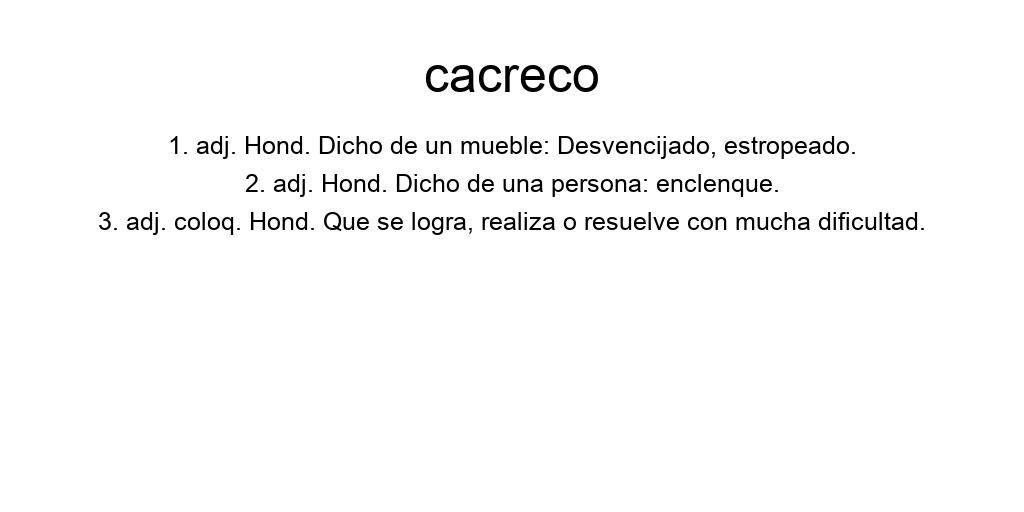 cacreco
1. adj. Hond. Dicho de un mueble: Desvencijado, estropeado.
2. adj. Hond. Dicho de una persona: enclenque.
3. adj. coloq. Hond. Que se logra, realiza o resuelve con mucha dificultad.